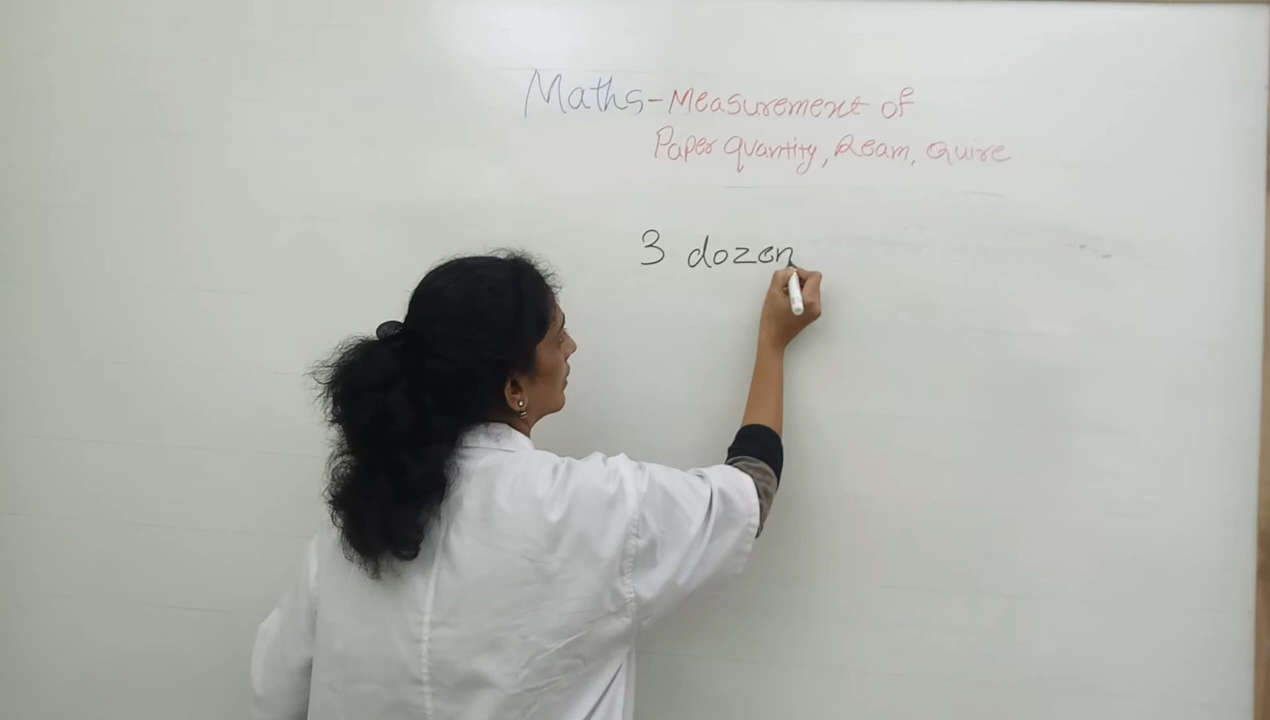 Maths - Measurement of
Paper quantity, Ream, Quire
3 dozen